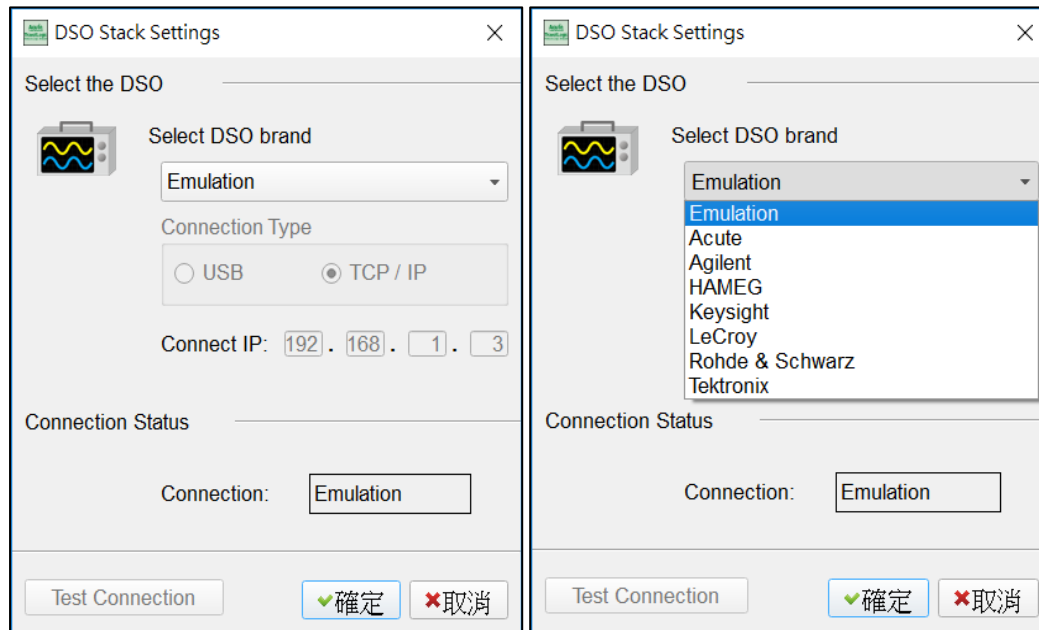 DSO Stack Settings
Select the DSO
Select DSO brand
Emulation
Connection Type
USB
TCP / IP
Connect IP: 192 . 168 . 1 . 3
Connection Status
Connection: Emulation
Test Connection
確定
取消
DSO Stack Settings
Select the DSO
Select DSO brand
Emulation
Emulation
Acute
Agilent
HAMEG
Keysight
LeCroy
Rohde & Schwarz
Tektronix
Connection Status
Connection: Emulation
Test Connection
確定
取消